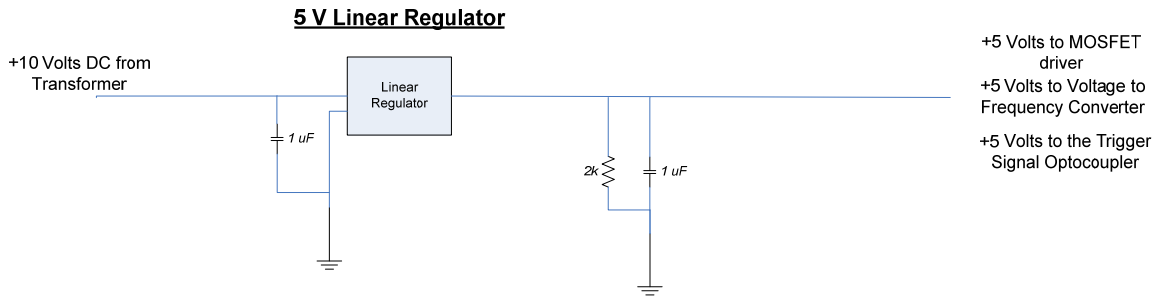 5 V Linear Regulator
+10 Volts DC from
Transformer
Linear
Regulator
1 uF
2k
1 uF
+5 Volts to MOSFET
driver
+5 Volts to Voltage to
Frequency Converter
+5 Volts to the Trigger
Signal Optocoupler